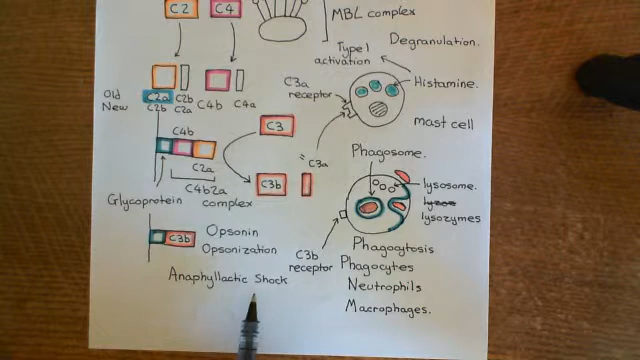 C2 C4
MBL complex
Type 1 activation
Degranulation.
C3a receptor
Histamine.
mast cell
Old C2a C2b
New C2b C2a C4b C4a
C3
C4b
C2a
C4b2a complex
Glycoprotein
C3b = C3a
Phagosome.
lysosome.
lysozymes
C3b
Opsonin
Opsonization
C3b receptor
Phagocytosis
Phagocytes
Neutrophils
Macrophages.
Anaphyllactic Shock